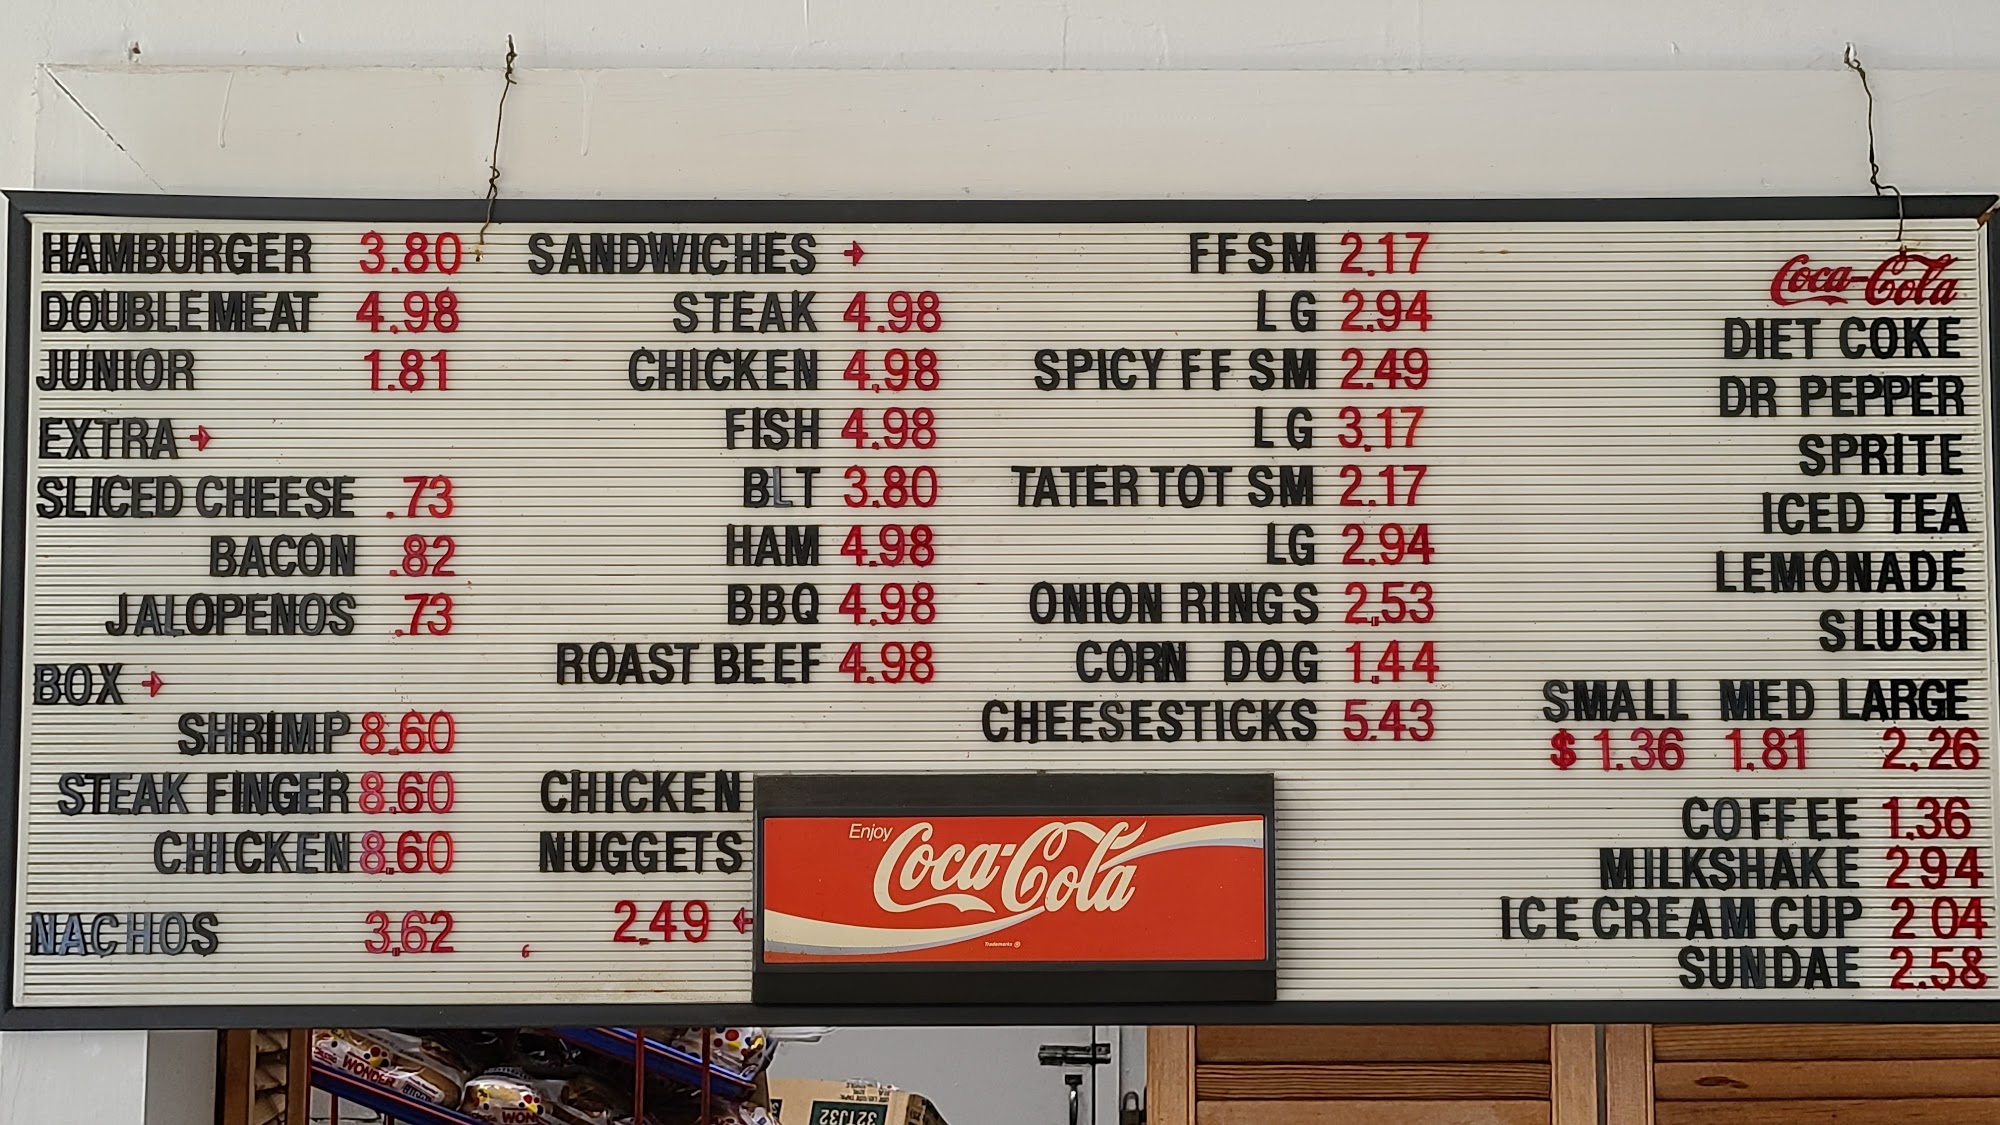 HAMBURGER 3.80
DOUBLE MEAT 4.98
JUNIOR 1.81
EXTRA →
SLICED CHEESE .73
BACON .82
JALOPENOS .73
BOX →
SHRIMP 8.60
STEAK FINGER 8.60
CHICKEN 8.60
NACHOS 3.62
SANDWICHES →
STEAK 4.98
CHICKEN 4.98
FISH 4.98
BLT 3.80
HAM 4.98
BBQ 4.98
ROAST BEEF 4.98
CHICKEN
NUGGETS
2.49 ←
FF SM 2.17
LG 2.94
SPICY FF SM 2.49
LG 3.17
TATER TOT SM 2.17
LG 2.94
ONION RINGS 2.53
CORN DOG 1.44
CHEESESTICKS 5.43
Enjoy
Coca-Cola
Trademark ®
Coca-Cola
DIET COKE
DR PEPPER
SPRITE
ICED TEA
LEMONADE
SLUSH
SMALL MED LARGE
$ 1.36 1.81 2.26
COFFEE 1.36
MILKSHAKE 2 94
ICE CREAM CUP 2 04
SUNDAE 2.58
WONDER
WON
32TJ32